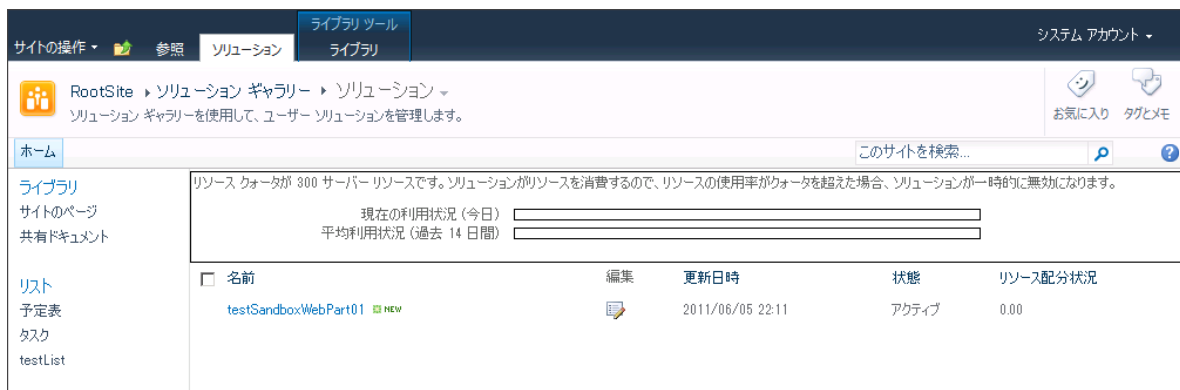 ライブラリ ツール
サイトの操作 参照 ソリューション ライブラリ システム アカウント
RootSite ソリューション ギャラリー ソリューション
ソリューション ギャラリーを使用して、ユーザー ソリューションを管理します。
お気に入り タグとメモ
ホーム このサイトを検索...
ライブラリ
サイトのページ
共有ドキュメント
リスト
予定表
タスク
testList
リソース クォータが 300 サーバー リソースです。ソリューションがリソースを消費するので、リソースの使用率がクォータを超えた場合、ソリューションが一時的に無効になります。
現在の利用状況 (今日)
平均利用状況 (過去 14 日間)
名前 編集 更新日時 状態 リソース配分状況
testSandboxWebPart01 NEW 2011/06/05 22:11 アクティブ 0.00